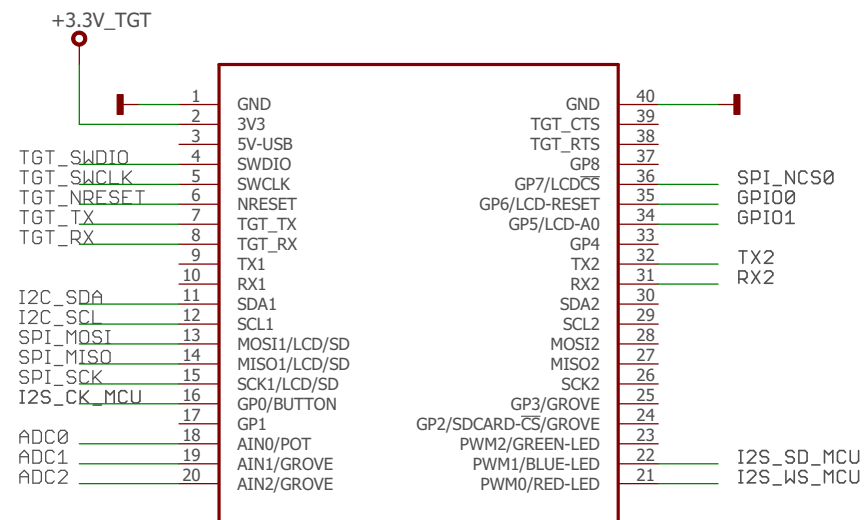 +3.3V_TGT
1 GND GND 40
2 3V3 TGT_CTS 39
3 5V-USB TGT_RTS 38
TGT_SWDIO 4 SWDIO GP8 37
TGT_SWCLK 5 SWCLK GP7/LCDCS 36 SPI_NCS0
TGT_NRESET 6 NRESET GP6/LCD-RESET 35 GPIO0
TGT_TX 7 TGT_TX GP5/LCD-A0 34 GPIO1
TGT_RX 8 TGT_RX GP4 33
9 TX1 TX2 32 TX2
10 RX1 RX2 31 RX2
I2C_SDA 11 SDA1 SDA2 30
I2C_SCL 12 SCL1 SCL2 29
SPI_MOSI 13 MOSI1/LCD/SD MOSI2 28
SPI_MISO 14 MISO1/LCD/SD MISO2 27
SPI_SCK 15 SCK1/LCD/SD SCK2 26
I2S_CK_MCU 16 GP0/BUTTON GP3/GROVE 25
17 GP1 GP2/SDCARD-CS/GROVE 24
ADC0 18 AIN0/POT PWM2/GREEN-LED 23
ADC1 19 AIN1/GROVE PWM1/BLUE-LED 22 I2S_SD_MCU
ADC2 20 AIN2/GROVE PWM0/RED-LED 21 I2S_WS_MCU